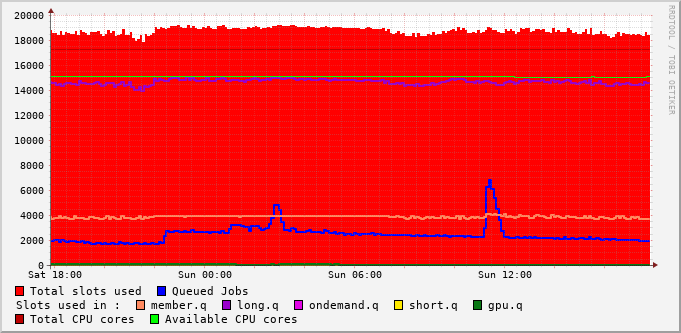 20000
18000
16000
14000
12000
10000
8000
6000
4000
2000
0
Sat 18:00 Sun 00:00 Sun 06:00 Sun 12:00
RRDTOOL / TOBI OETIKER
Total slots used Queued Jobs
Slots used in : member.q long.q ondemand.q short.q gpu.q
Total CPU cores Available CPU cores